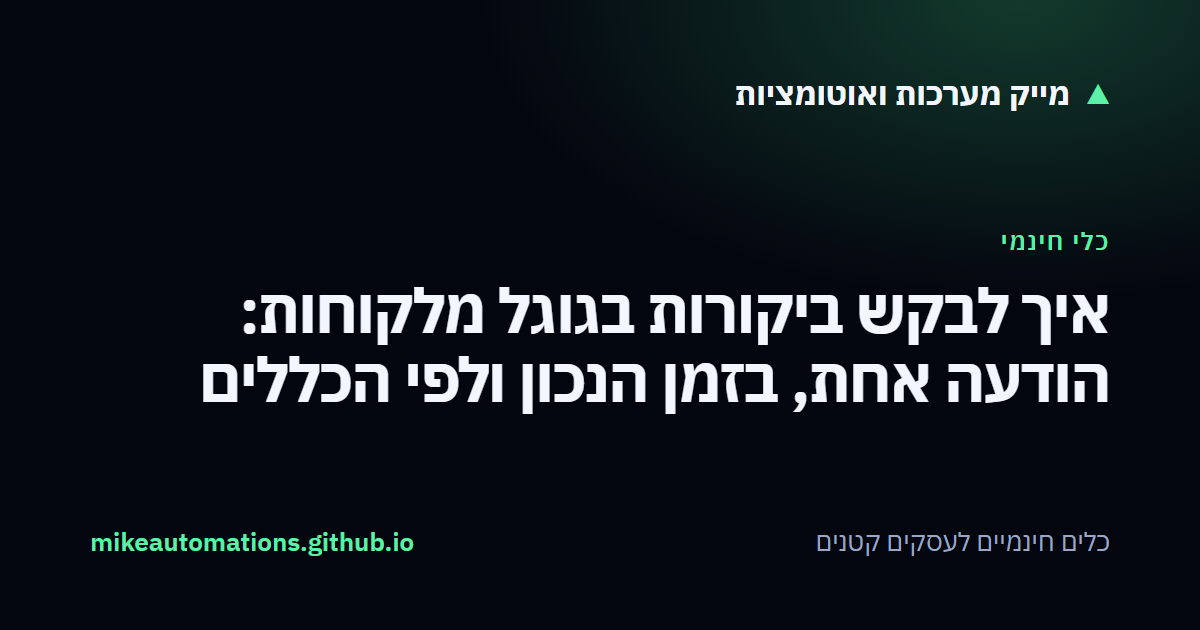 מייק מערכות ואוטומציות
כלי חינמי
איך לבקש ביקורות בגוגל מלקוחות:
הודעה אחת, בזמן הנכון ולפי הכללים
כלים חינמיים לעסקים קטנים
mikeautomations.github.io